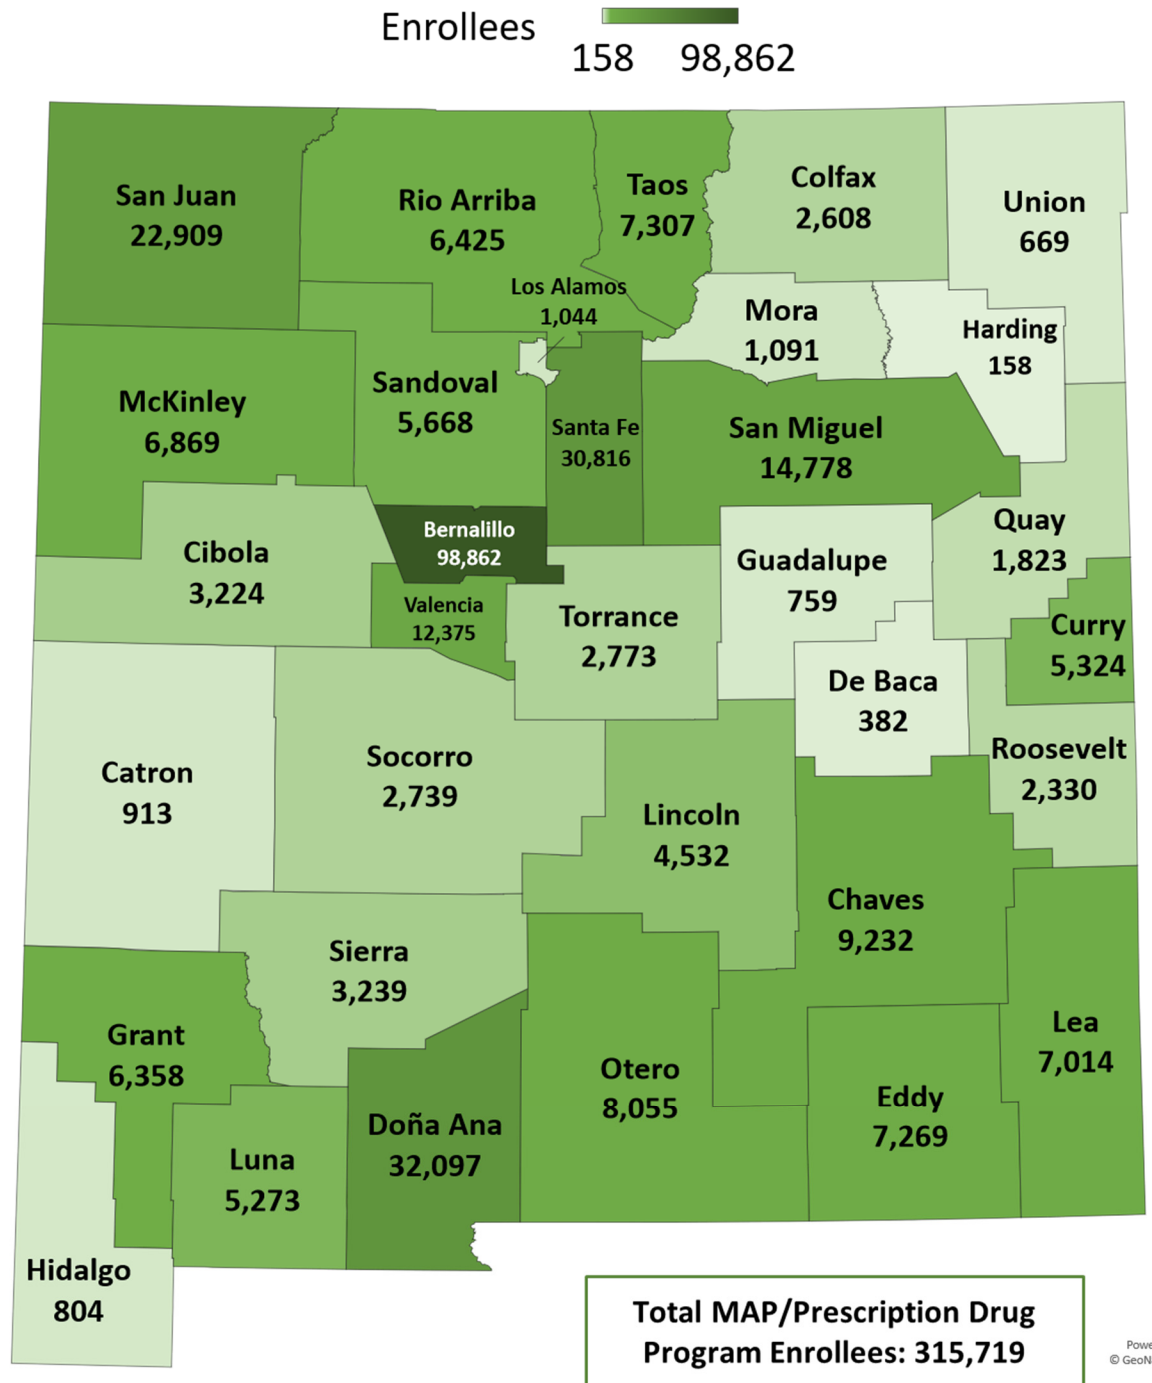 Enrollees
158 98,862
San Juan
22,909
Rio Arriba
6,425
Taos
7,307
Colfax
2,608
Union
669
Los Alamos
1,044
Mora
1,091
Harding
158
McKinley
6,869
Sandoval
5,668
Santa Fe
30,816
San Miguel
14,778
Quay
1,823
Cibola
3,224
Bernalillo
98,862
Guadalupe
759
Valencia
12,375
Torrance
2,773
Curry
5,324
De Baca
382
Catron
913
Socorro
2,739
Roosevelt
2,330
Lincoln
4,532
Chaves
9,232
Sierra
3,239
Grant
6,358
Lea
7,014
Otero
8,055
Eddy
7,269
Doña Ana
32,097
Luna
5,273
Hidalgo
804
Total MAP/Prescription Drug
Program Enrollees: 315,719
Powe
© GeoN